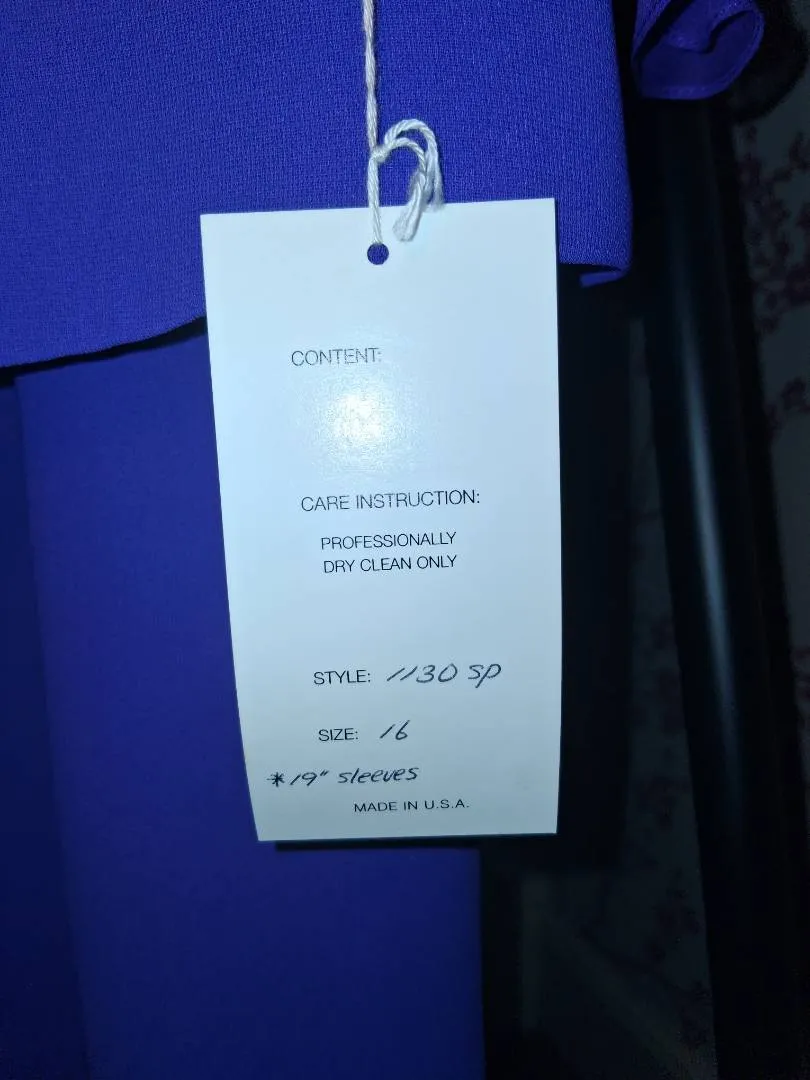 CONTENT:
CARE INSTRUCTION:
PROFESSIONALLY
DRY CLEAN ONLY
STYLE: 1130 SP
SIZE: 16
*19" sleeves
MADE IN U.S.A.